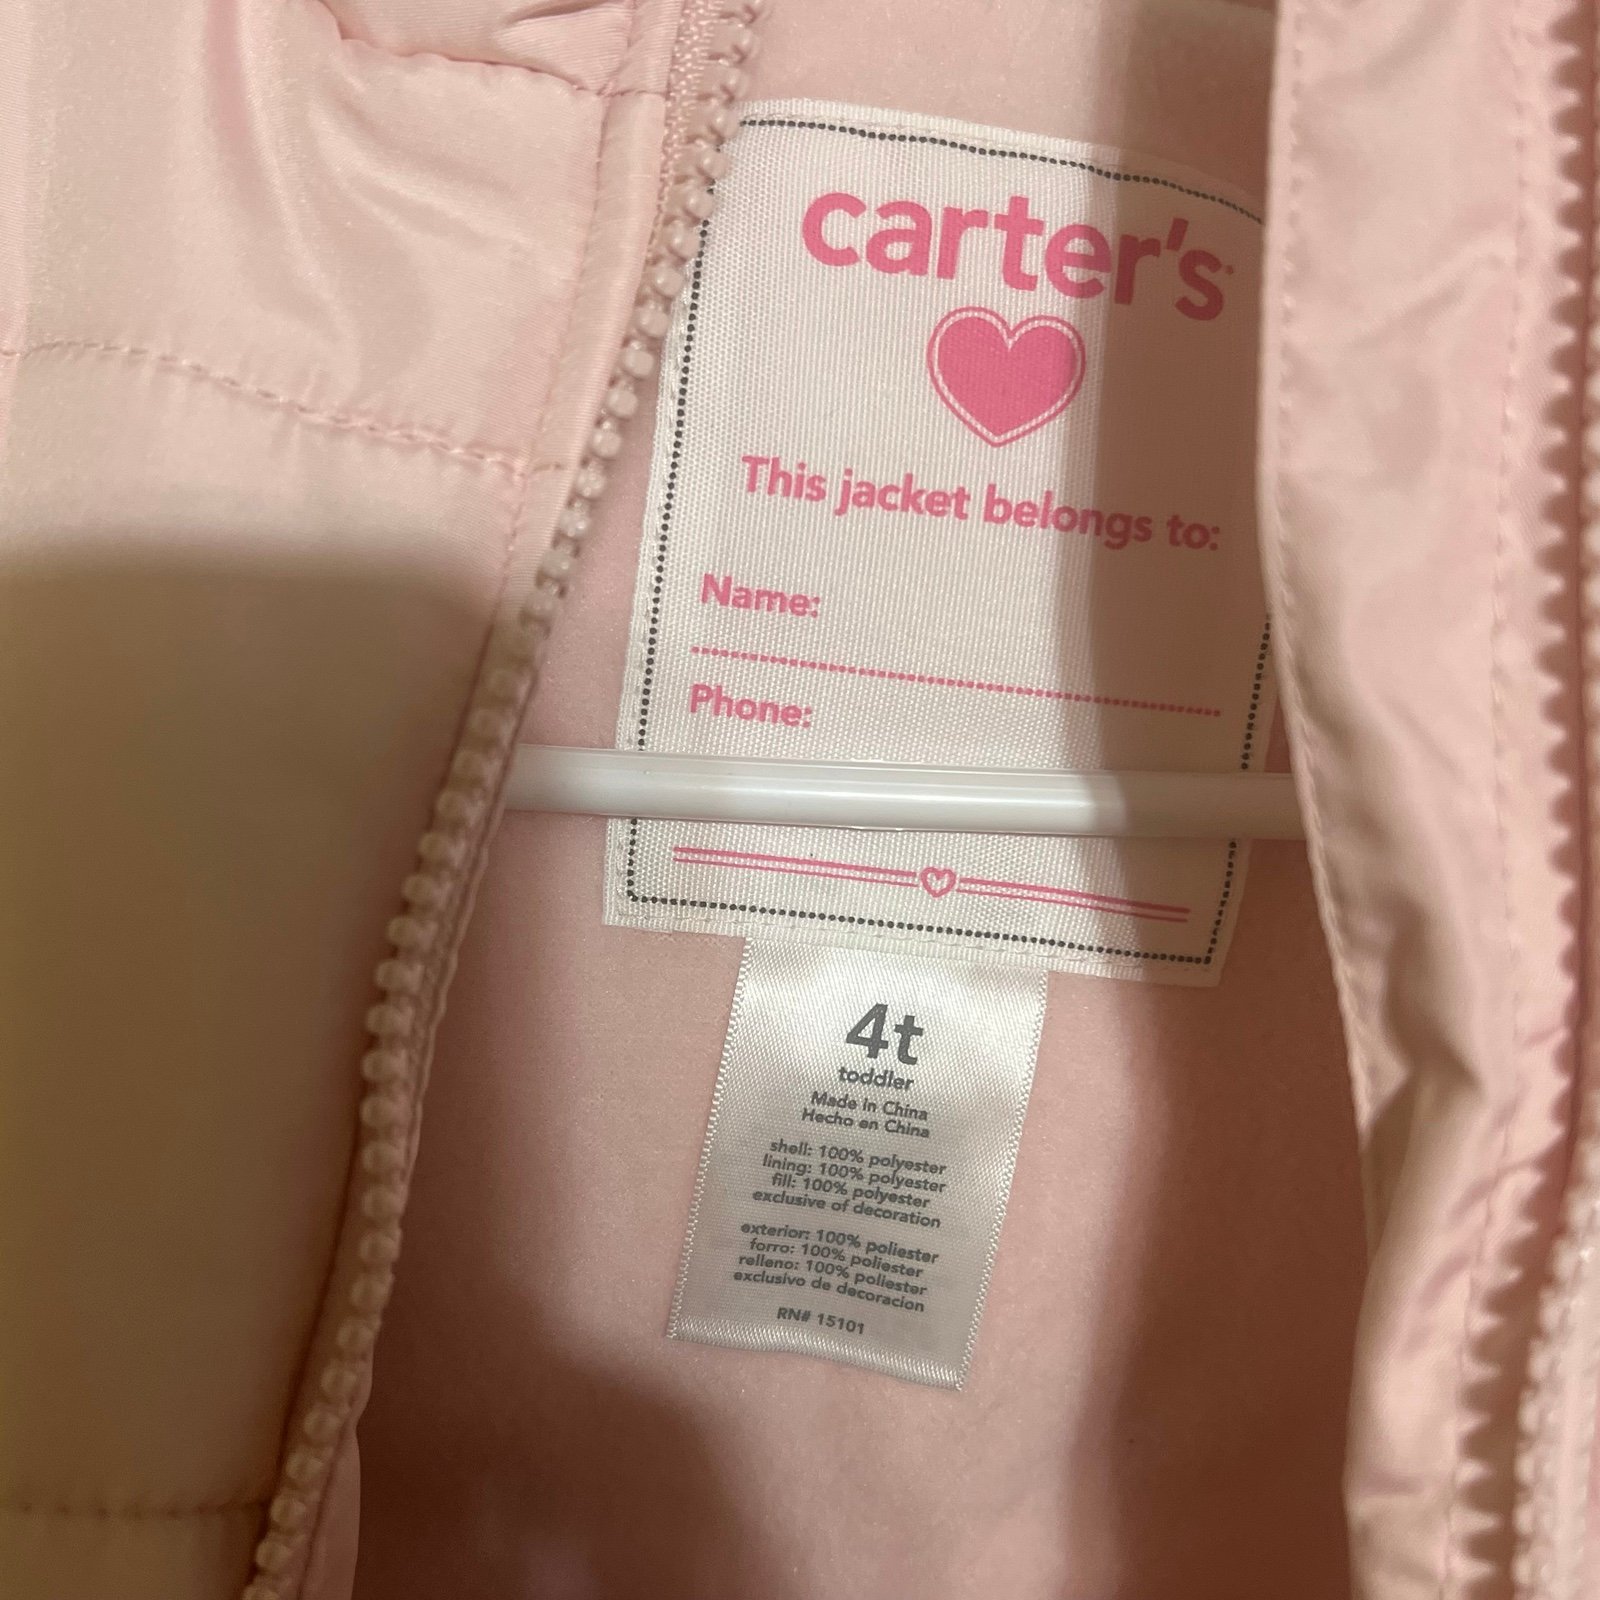 carter's
This jacket belongs to:
Name:
Phone:
4t
toddler
Made in China
Hecho en China
shell: 100% polyester
lining: 100% polyester
fill: 100% polyester
exclusive of decoration
exterior: 100% poliester
forro: 100% poliester
relleno: 100% poliester
exclusivo de decoracion
RN# 15101